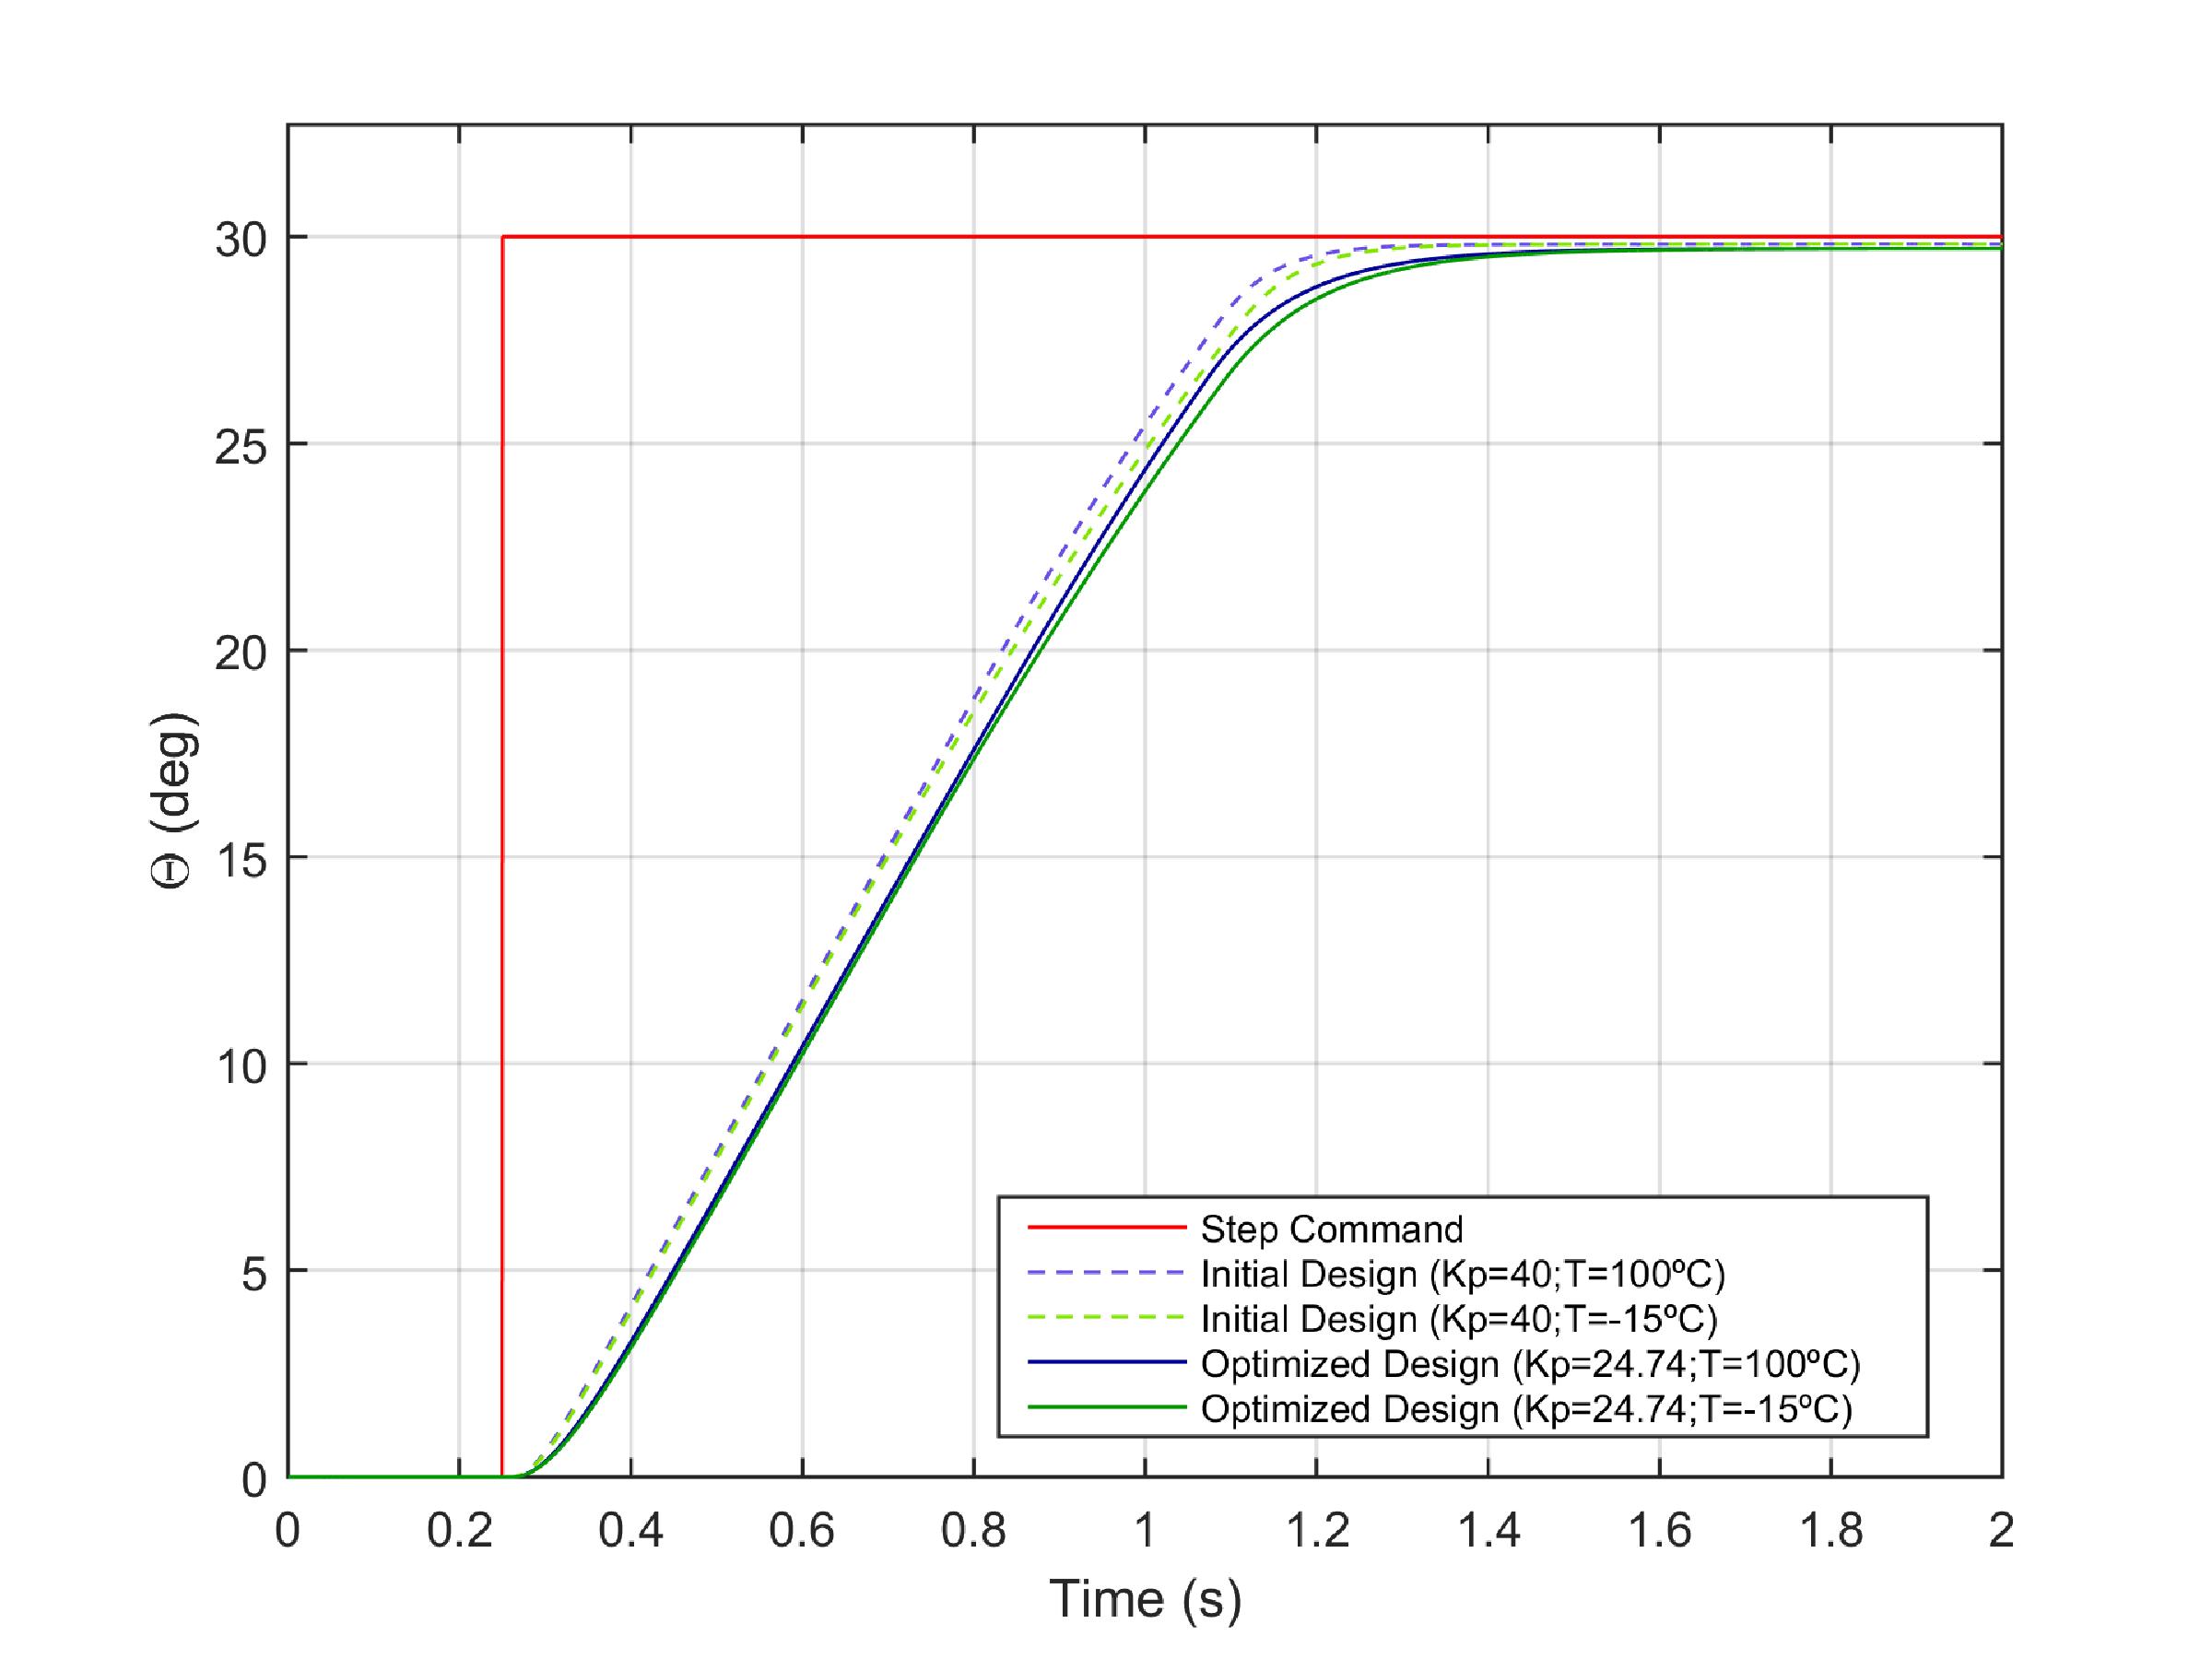 30
25
20
15
10
5
0
Θ (deg)
0 0.2 0.4 0.6 0.8 1 1.2 1.4 1.6 1.8 2
Time (s)
Step Command
Initial Design (Kp=40;T=100ºC)
Initial Design (Kp=40;T=-15ºC)
Optimized Design (Kp=24.74;T=100ºC)
Optimized Design (Kp=24.74;T=-15ºC)